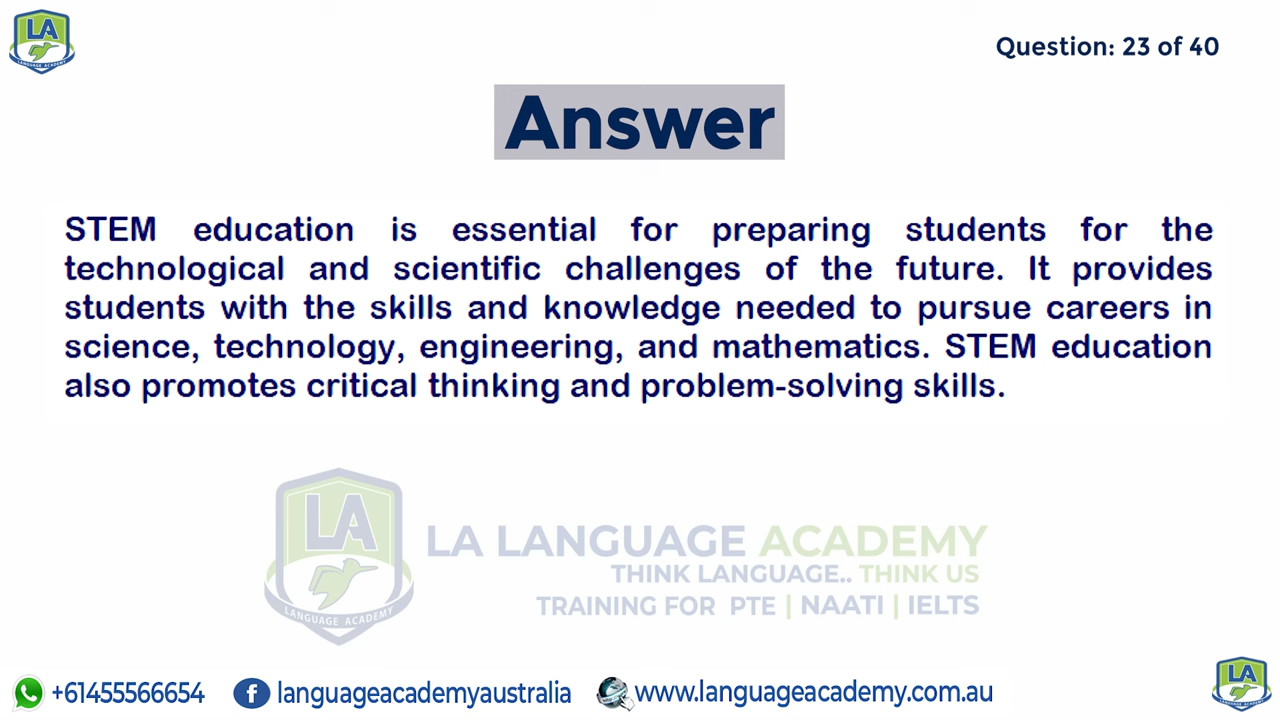 LA
LANGUAGE ACADEMY
Question: 23 of 40
Answer
STEM education is essential for preparing students for the
technological and scientific challenges of the future. It provides
students with the skills and knowledge needed to pursue careers in
science, technology, engineering, and mathematics. STEM education
also promotes critical thinking and problem-solving skills.
LA
LANGUAGE ACADEMY
LA LANGUAGE ACADEMY
THINK LANGUAGE.. THINK US
TRAINING FOR PTE | NAATI | IELTS
+61455566654 languageacademyaustralia www.languageacademy.com.au
LA
LANGUAGE ACADEMY